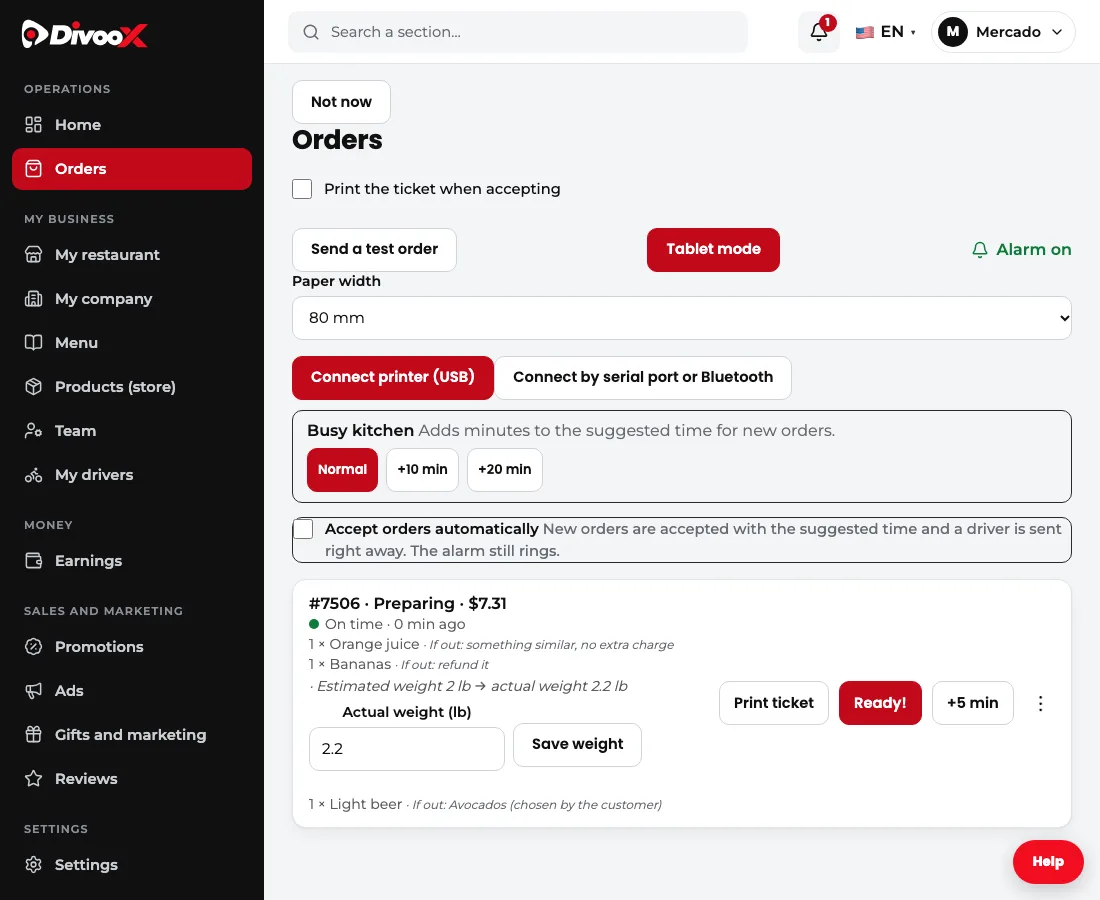 DivooX
OPERATIONS
Home
Orders
MY BUSINESS
My restaurant
My company
Menu
Products (store)
Team
My drivers
MONEY
Earnings
SALES AND MARKETING
Promotions
Ads
Gifts and marketing
Reviews
SETTINGS
Settings
Search a section...
1
EN
M Mercado
Not now
Orders
Print the ticket when accepting
Send a test order
Tablet mode
Alarm on
Paper width
80 mm
Connect printer (USB)
Connect by serial port or Bluetooth
Busy kitchen Adds minutes to the suggested time for new orders.
Normal
+10 min
+20 min
Accept orders automatically New orders are accepted with the suggested time and a driver is sent
right away. The alarm still rings.
#7506 · Preparing · $7.31
On time · 0 min ago
1 × Orange juice · If out: something similar, no extra charge
1 × Bananas · If out: refund it
· Estimated weight 2 lb → actual weight 2.2 lb
Actual weight (lb)
2.2
Save weight
1 × Light beer · If out: Avocados (chosen by the customer)
Print ticket
Ready!
+5 min
Help